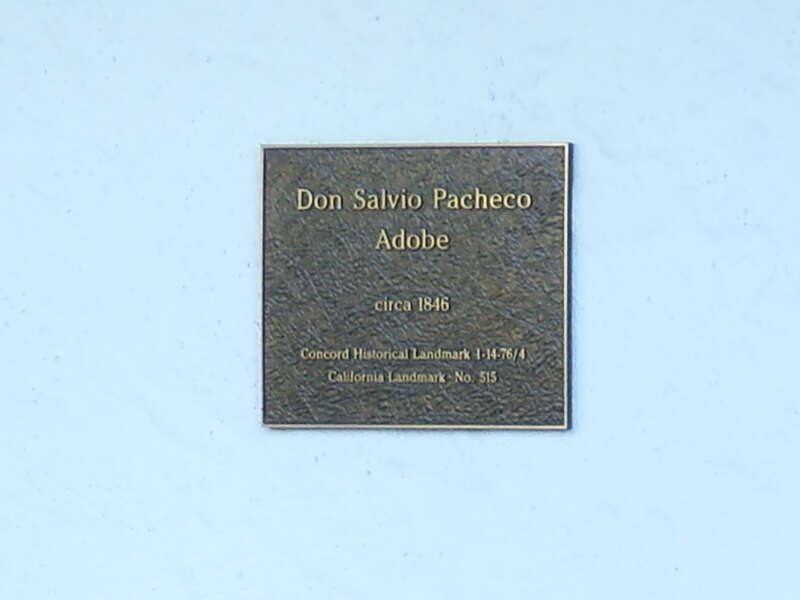 Don Salvio Pacheco
Adobe
circa 1846
Concord Historical Landmark 1-14-76/4
California Landmark No. 515